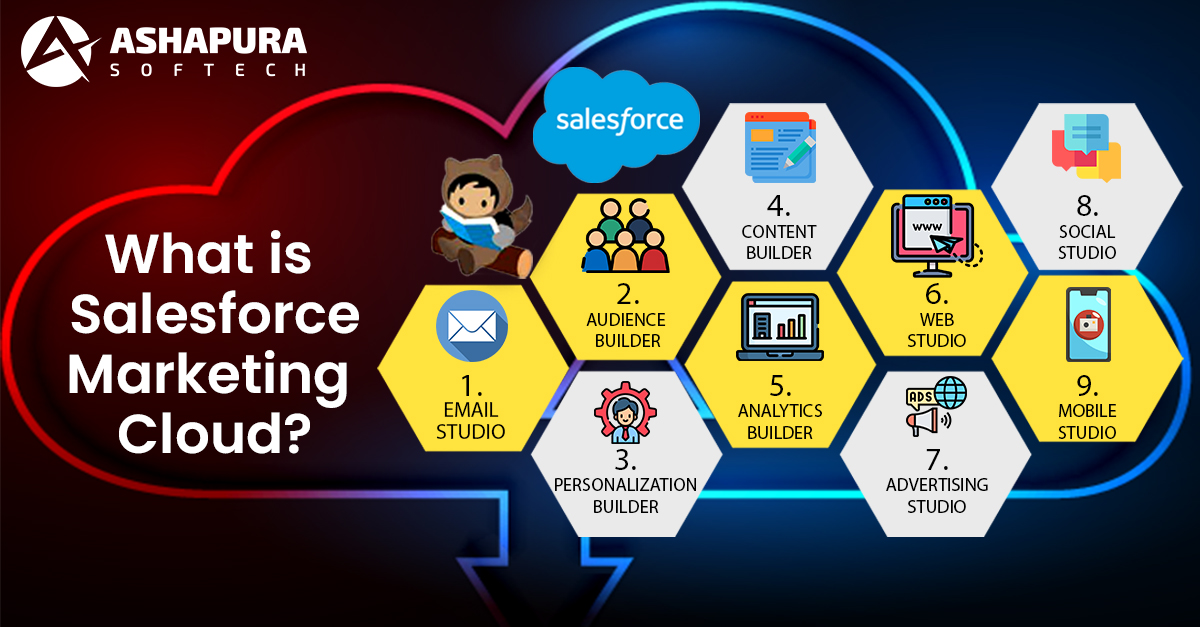 ASHAPURA
SOFTECH
salesforce
What is
Salesforce
Marketing
Cloud?
1.
EMAIL
STUDIO
2.
AUDIENCE
BUILDER
3.
PERSONALIZATION
BUILDER
4.
CONTENT
BUILDER
5.
ANALYTICS
BUILDER
www
6.
WEB
STUDIO
ADS
7.
ADVERTISING
STUDIO
8.
SOCIAL
STUDIO
9.
MOBILE
STUDIO